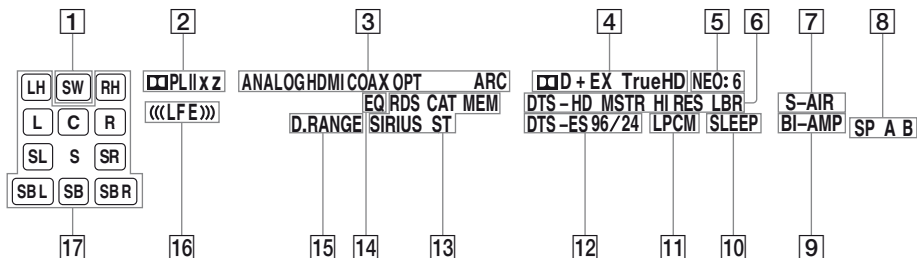 1 2 3 4 5 6 7 8
LH SW RH
PLIIxz ANALOG HDMI COAX OPT ARC D+EX TrueHD NEO:6
(((LFE))) EQ RDS CAT MEM DTS-HD MSTR HI RES LBR S-AIR
L C R D.RANGE SIRIUS ST DTS-ES 96/24 LPCM SLEEP BI-AMP SP A B
SL S SR
SBL SB SBR
17 16 15 14 13 12 11 10 9